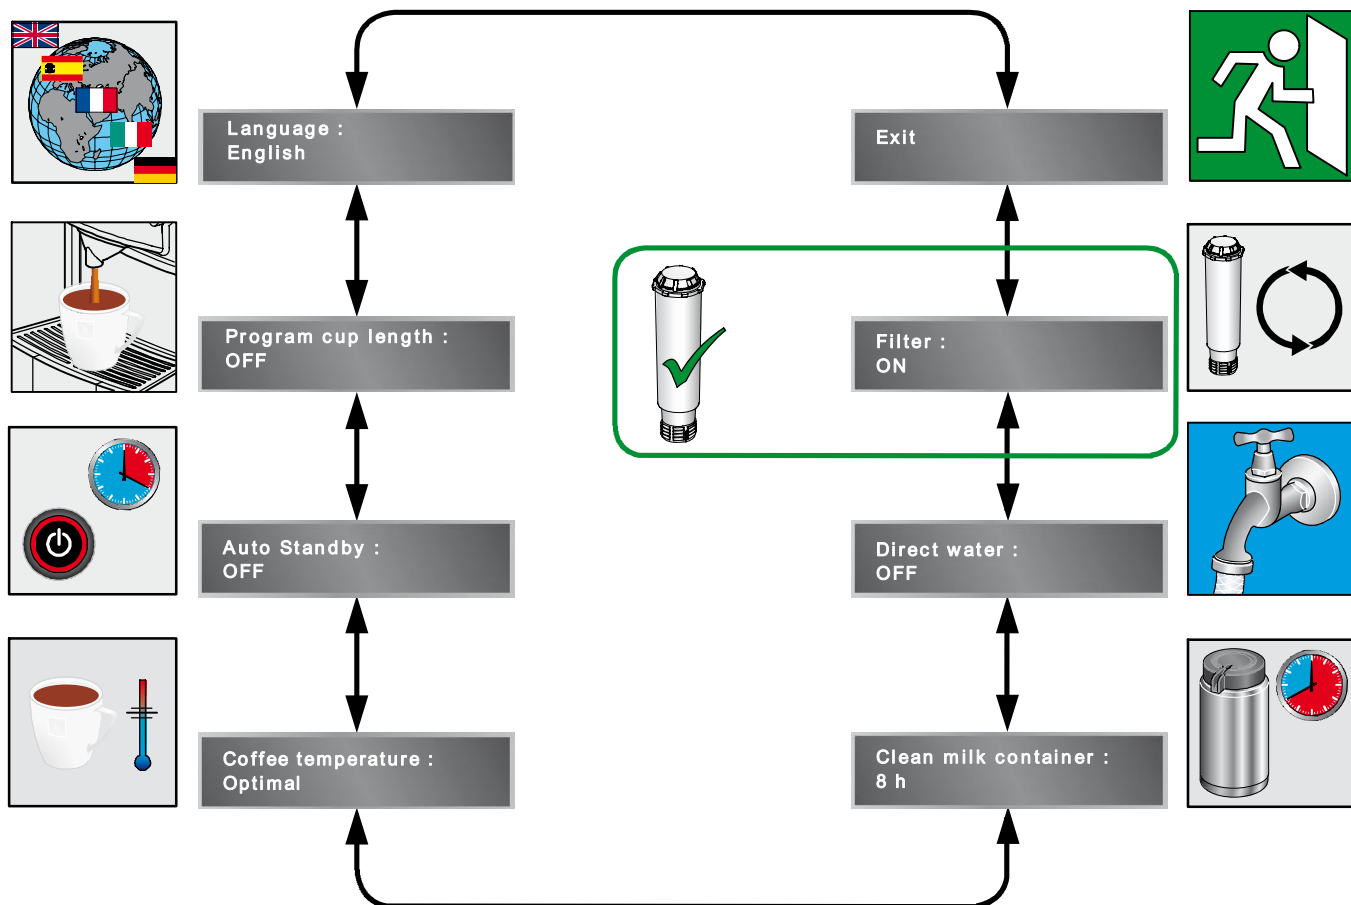 Language :
English
Exit
Program cup length :
OFF
Filter :
ON
Auto Standby :
OFF
Direct water :
OFF
Coffee temperature :
Optimal
Clean milk container :
8 h